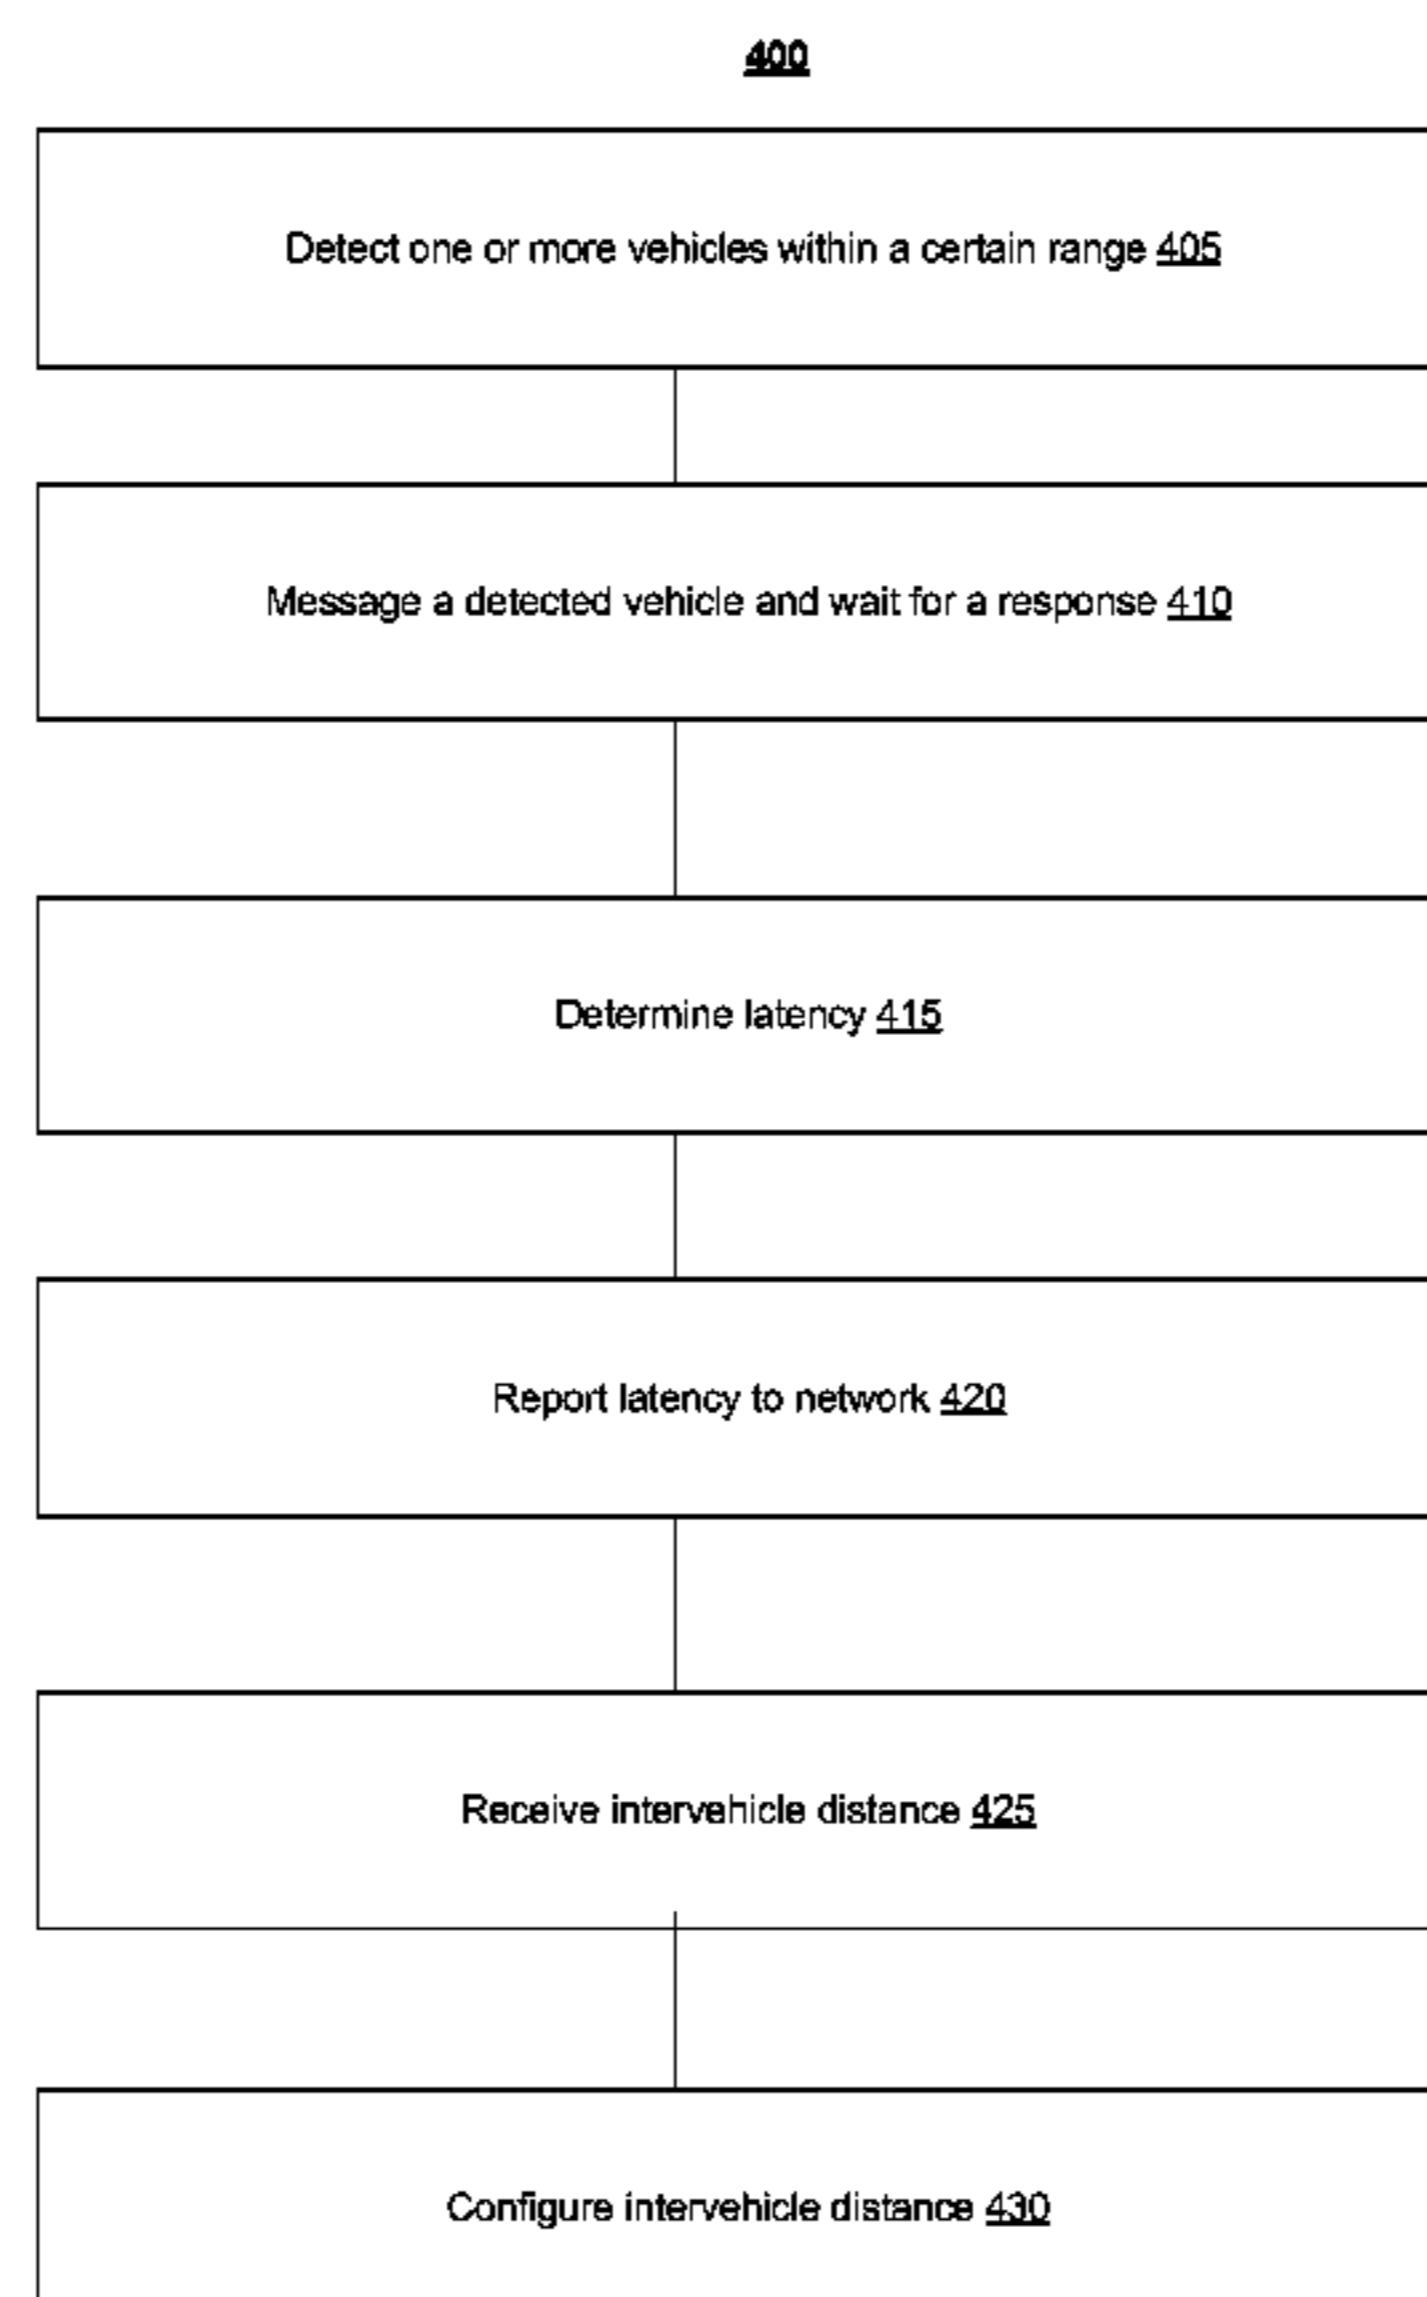 400
Detect one or more vehicles within a certain range 405
Message a detected vehicle and wait for a response 410
Determine latency 415
Report latency to network 420
Receive intervehicle distance 425
Configure intervehicle distance 430